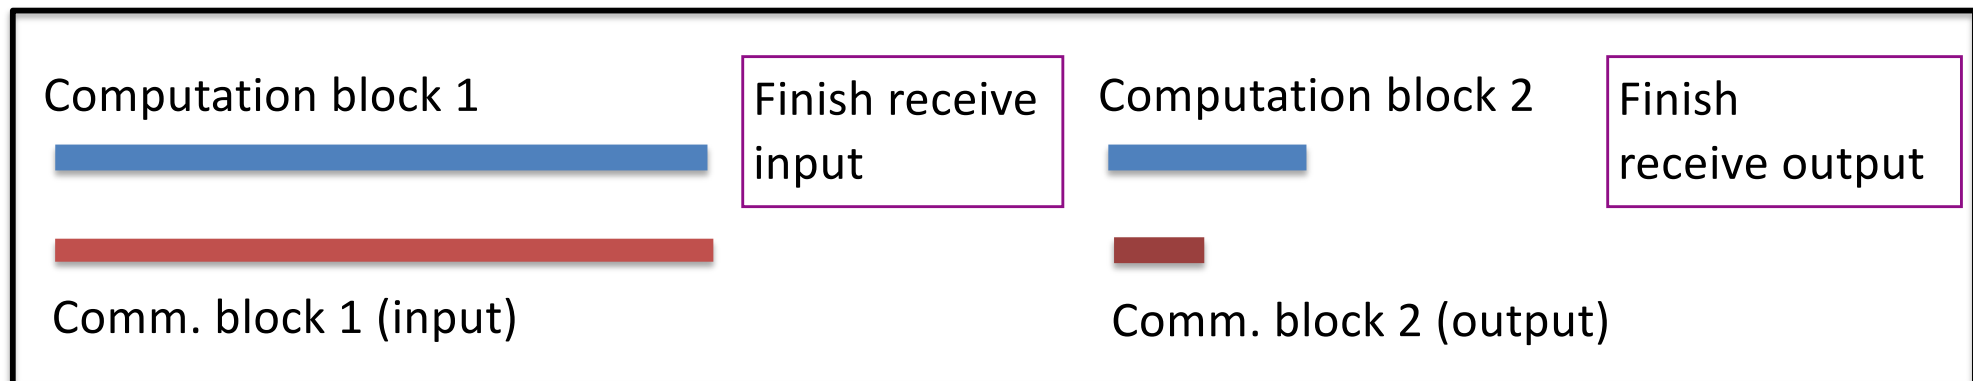 Computation block 1
Finish receive
input
Computation block 2
Finish
receive output
Comm. block 1 (input)
Comm. block 2 (output)